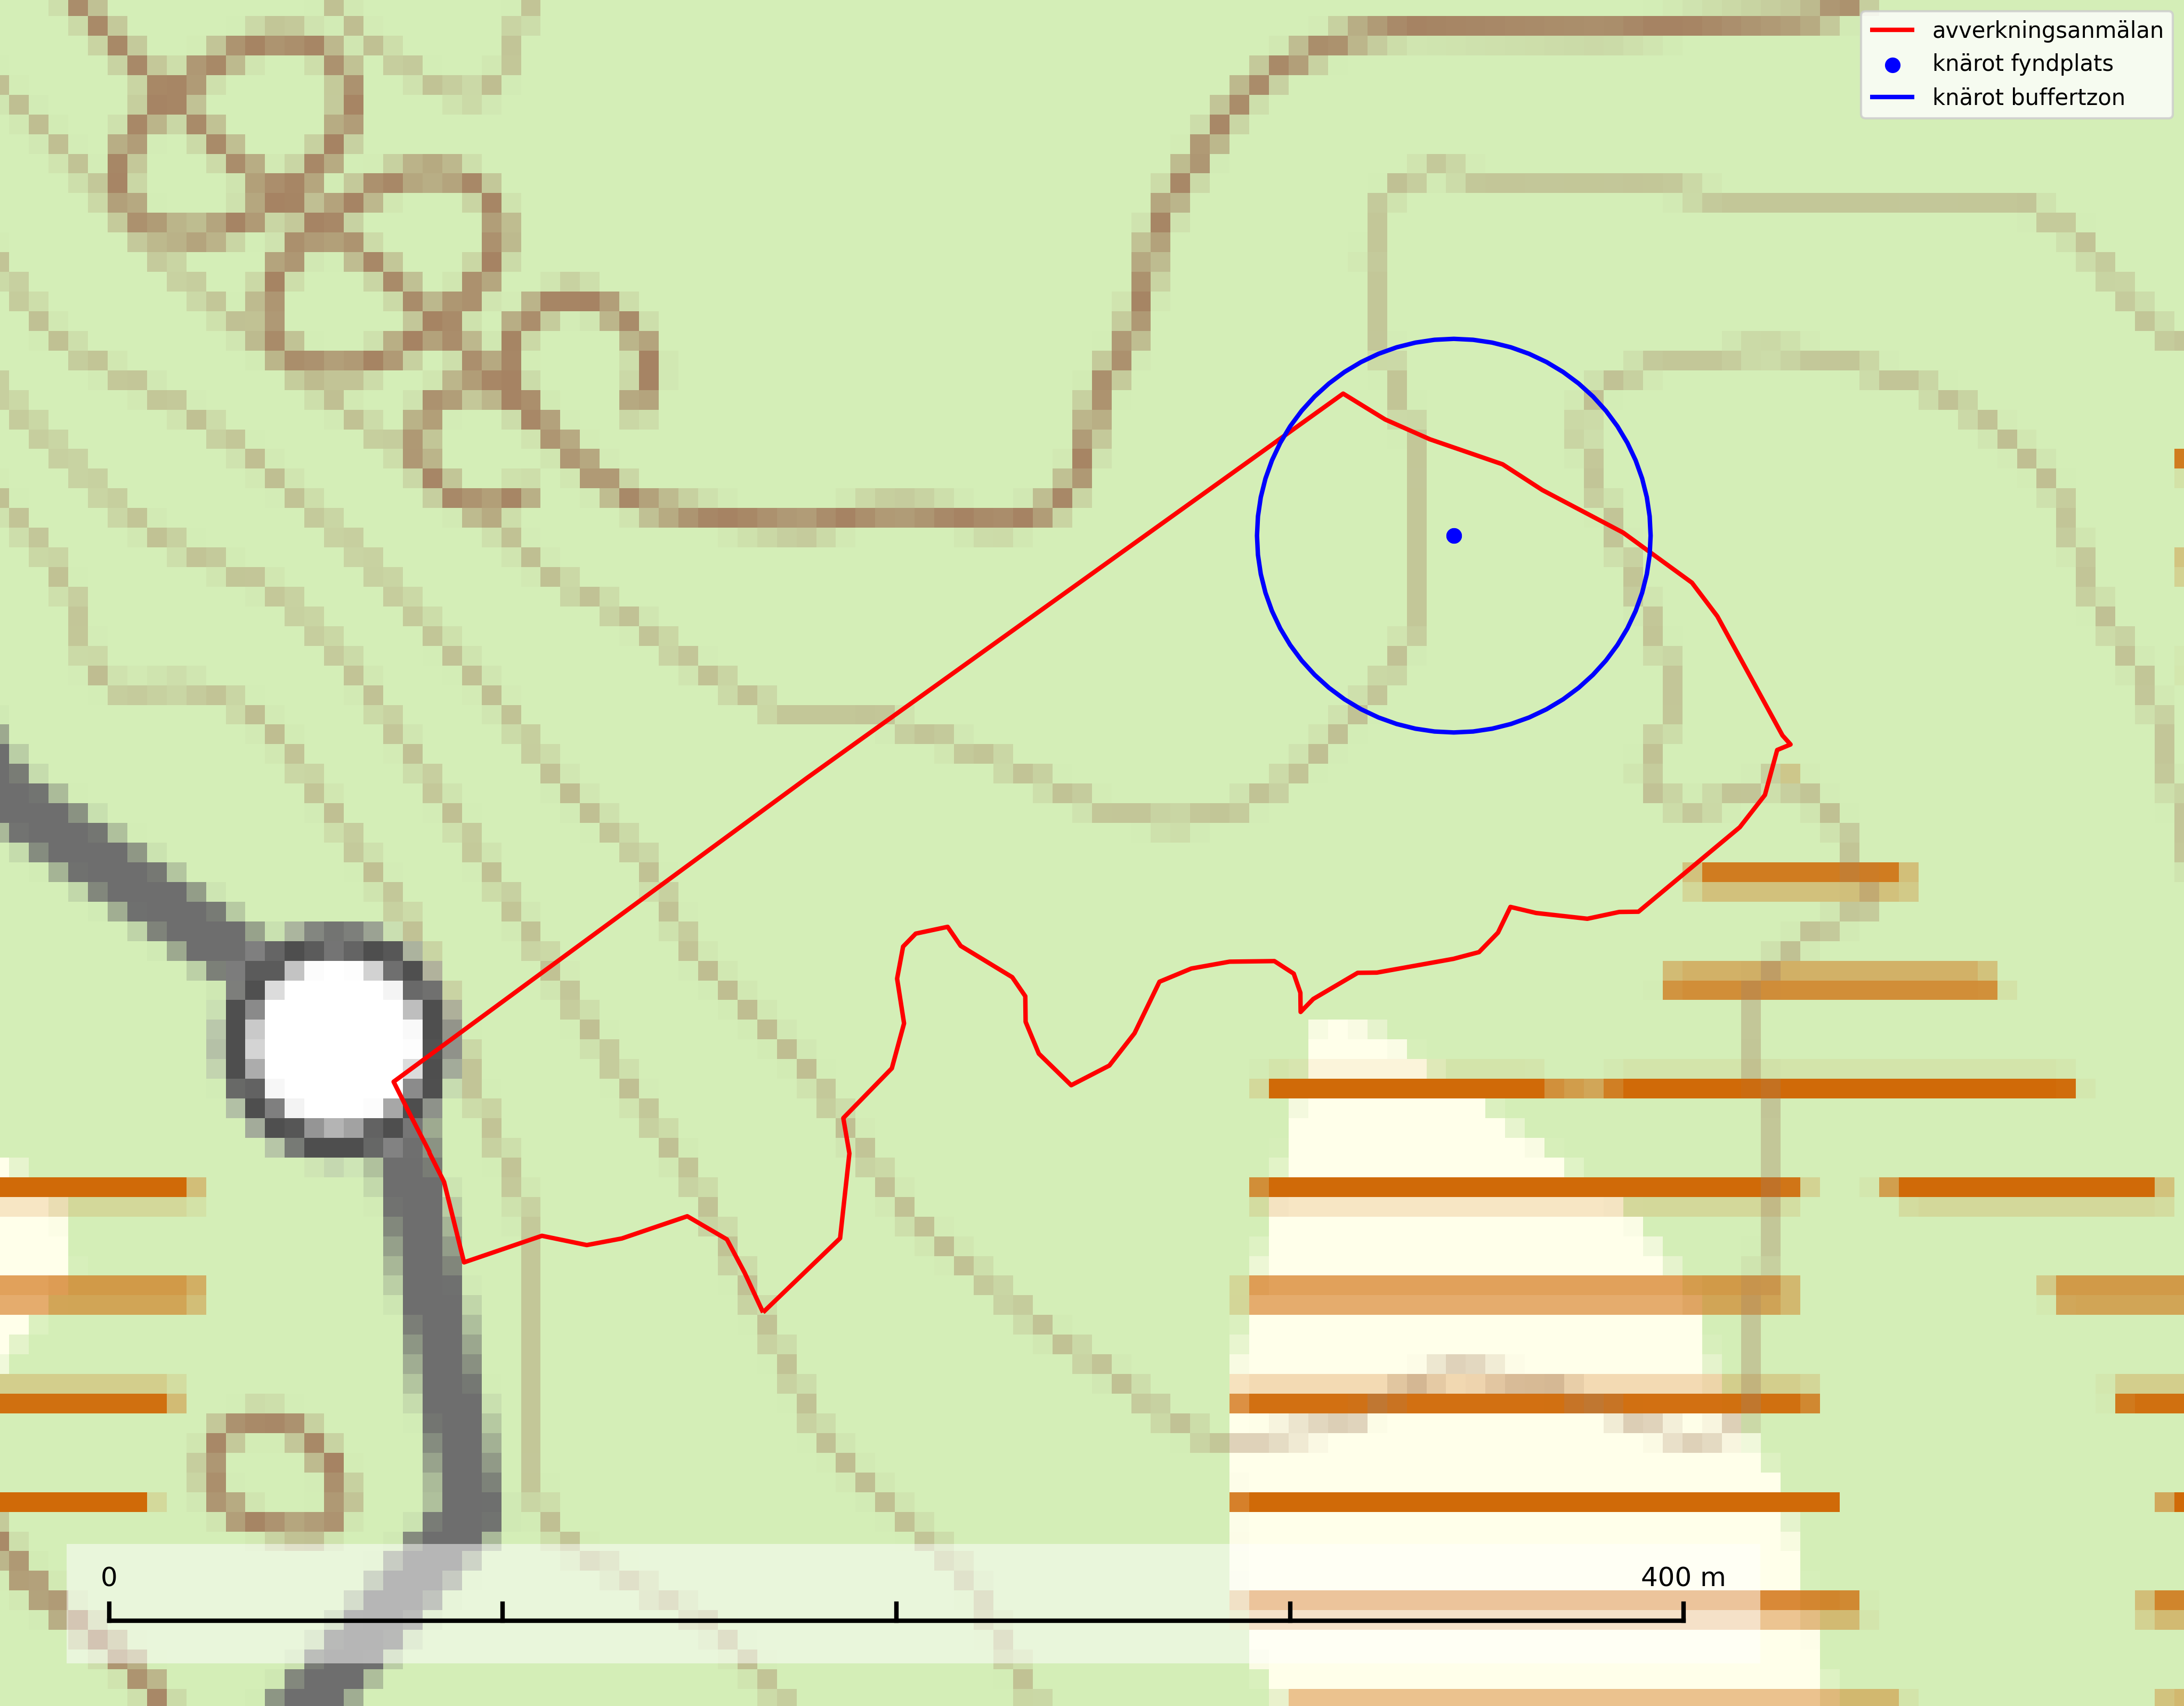 avverkningsanmälan
knärot fyndplats
knärot buffertzon
0
400 m